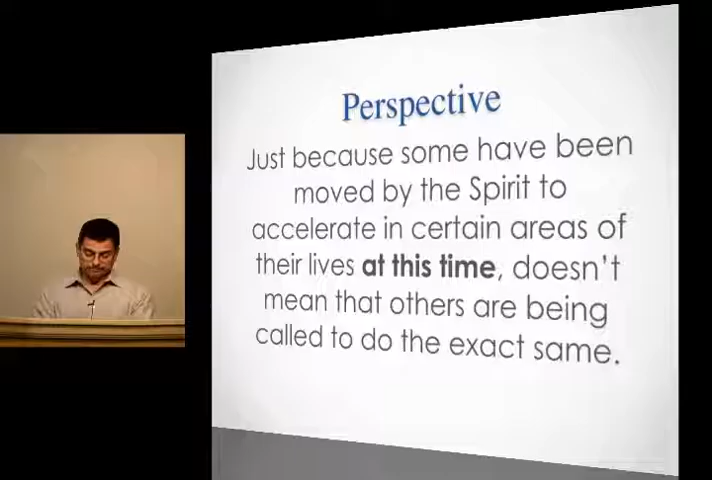 Perspective
Just because some have been
moved by the Spirit to
accelerate in certain areas of
their lives at this time, doesn't
mean that others are being
called to do the exact same.